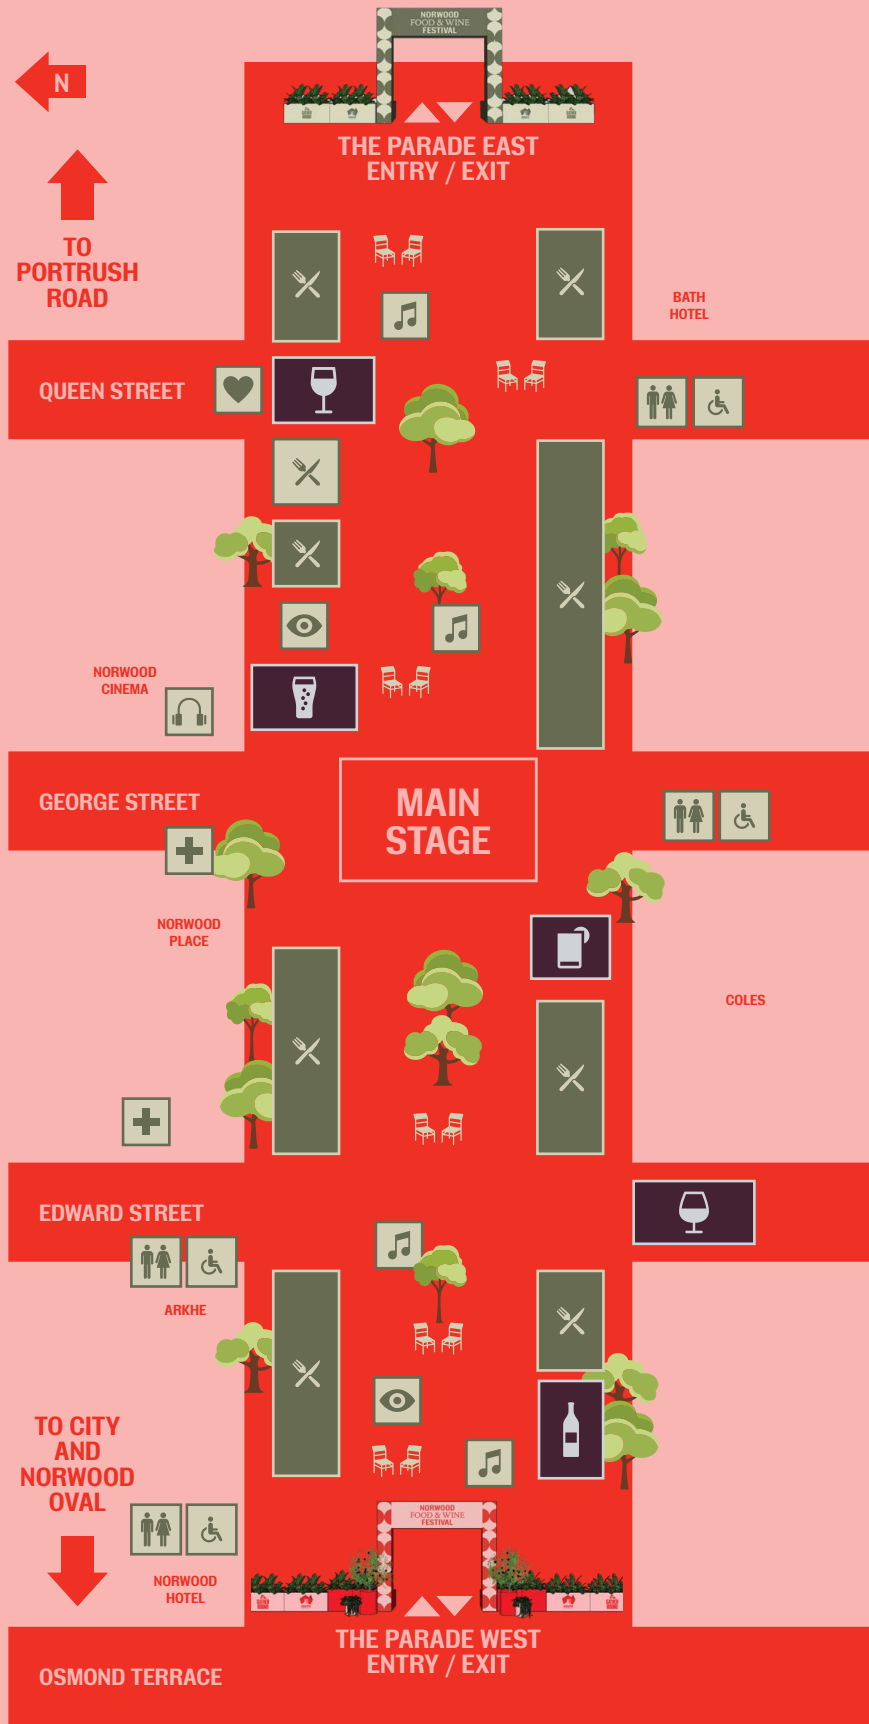 NORWOOD
FOOD & WINE
FESTIVAL
N
THE PARADE EAST
ENTRY / EXIT
TO
PORTRUSH
ROAD
BATH
HOTEL
QUEEN STREET
NORWOOD
CINEMA
GEORGE STREET
MAIN
STAGE
NORWOOD
PLACE
COLES
EDWARD STREET
ARKHE
TO CITY
AND
NORWOOD
OVAL
NORWOOD
FOOD & WINE
FESTIVAL
NORWOOD
HOTEL
THE PARADE WEST
ENTRY / EXIT
OSMOND TERRACE